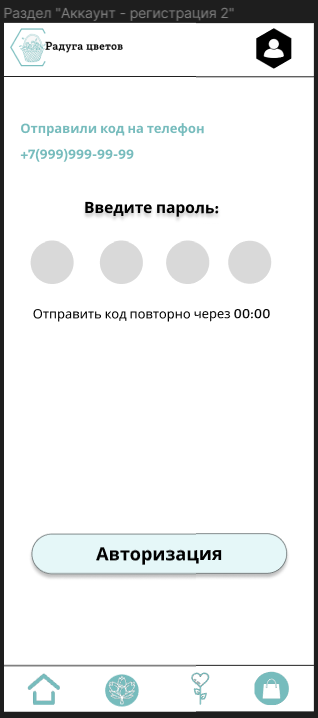 Раздел "Аккаунт - регистрация 2"
Радуга цветов
Отправили код на телефон
+7(999)999-99-99
Введите пароль:
Отправить код повторно через 00:00
Авторизация